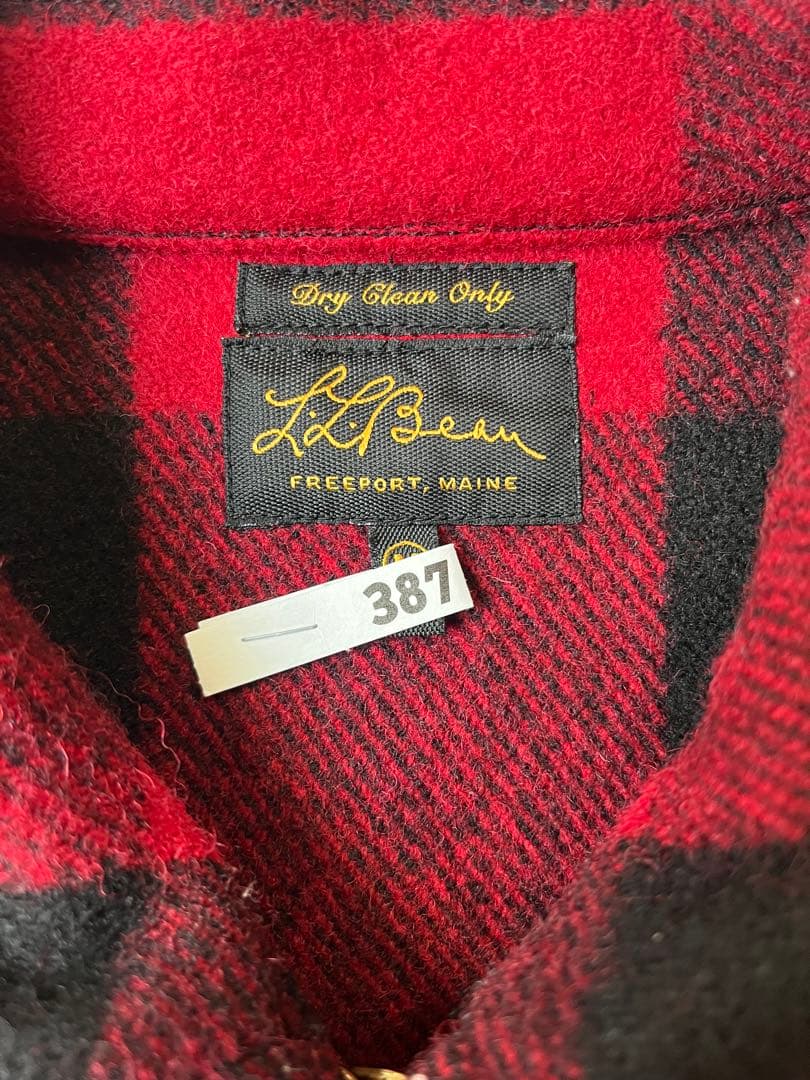 Dry Clean Only
L.L.Bean
FREEPORT, MAINE
387